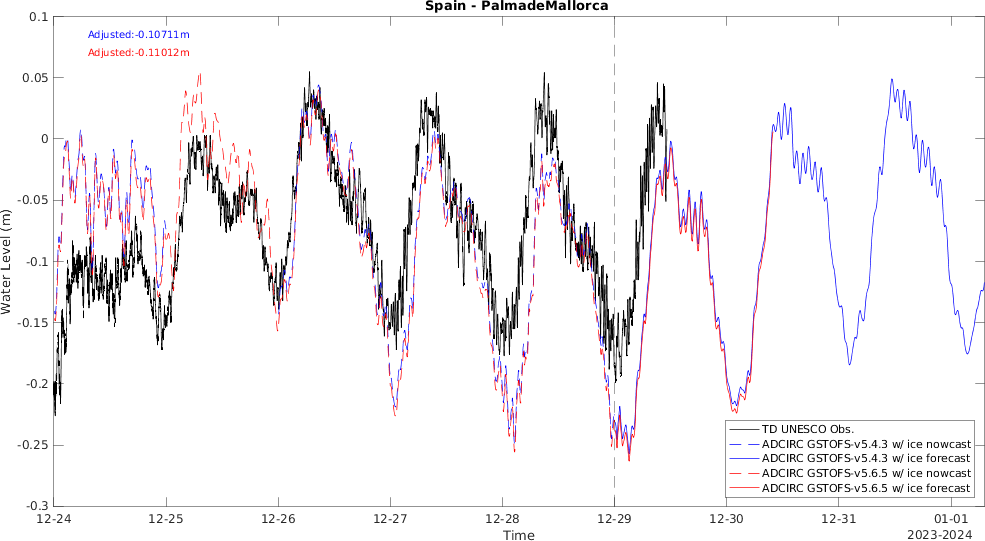 Spain - PalmadeMallorca
Adjusted:-0.10711m
Adjusted:-0.11012m
0.1
0.05
0
-0.05
-0.1
-0.15
-0.2
-0.25
-0.3
Water Level (m)
TD UNESCO Obs.
ADCIRC GSTOFS-v5.4.3 w/ ice nowcast
ADCIRC GSTOFS-v5.4.3 w/ ice forecast
ADCIRC GSTOFS-v5.6.5 w/ ice nowcast
ADCIRC GSTOFS-v5.6.5 w/ ice forecast
12-24 12-25 12-26 12-27 12-28 12-29 12-30 12-31 01-01
Time
2023-2024